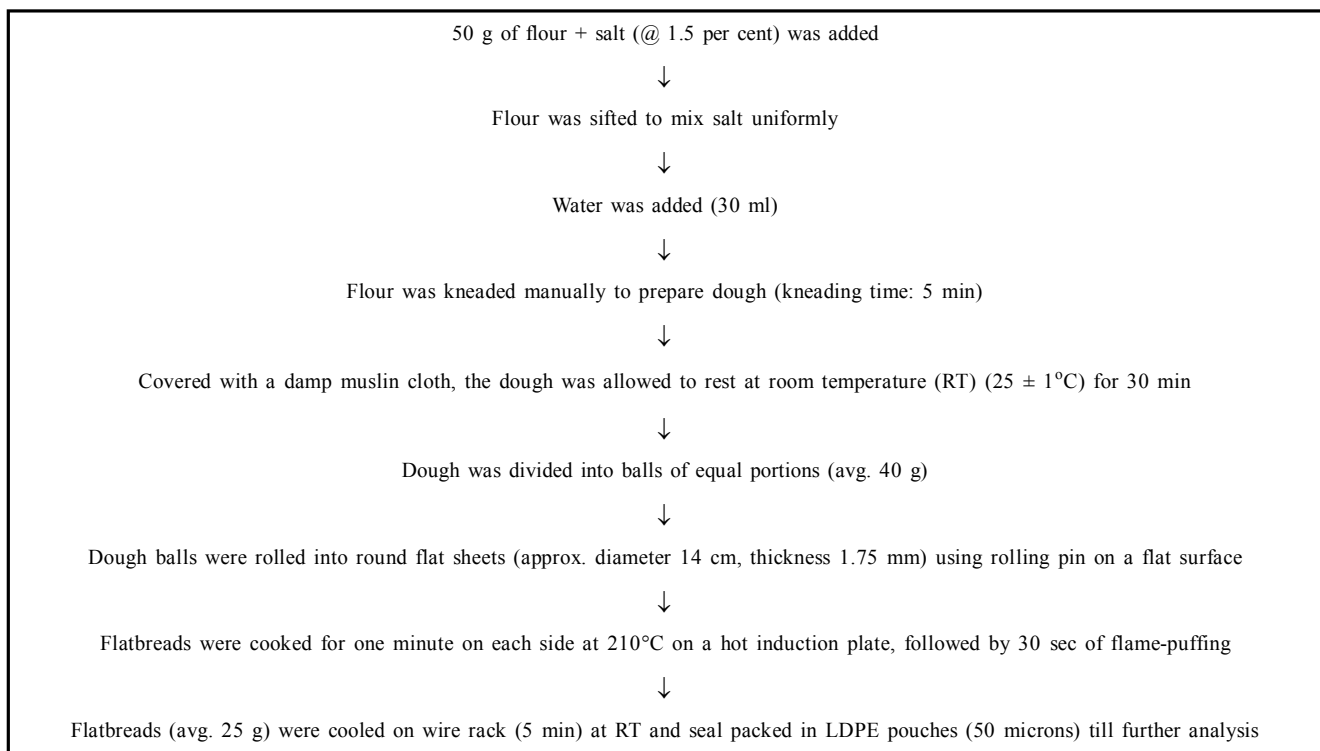 50 g of flour + salt (@ 1.5 per cent) was added
↓
Flour was sifted to mix salt uniformly
↓
Water was added (30 ml)
↓
Flour was kneaded manually to prepare dough (kneading time: 5 min)
↓
Covered with a damp muslin cloth, the dough was allowed to rest at room temperature (RT) (25 ± 1°C) for 30 min
↓
Dough was divided into balls of equal portions (avg. 40 g)
↓
Dough balls were rolled into round flat sheets (approx. diameter 14 cm, thickness 1.75 mm) using rolling pin on a flat surface
↓
Flatbreads were cooked for one minute on each side at 210°C on a hot induction plate, followed by 30 sec of flame-puffing
↓
Flatbreads (avg. 25 g) were cooled on wire rack (5 min) at RT and seal packed in LDPE pouches (50 microns) till further analysis